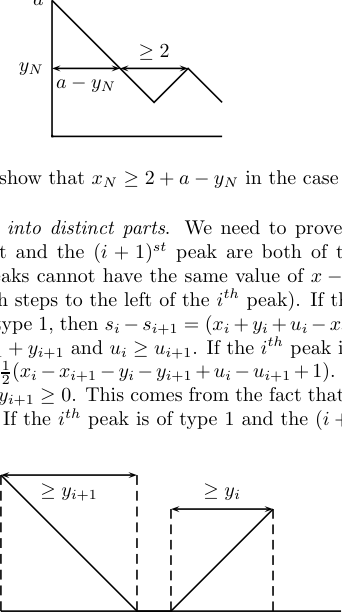 a
≥ 2
y_N
a − y_N
show that x_N ≥ 2 + a − y_N in the case
into distinct parts. We need to prove
and the (i + 1)^{st} peak are both of
cannot have the same value of x −
steps to the left of the i^{th} peak). If
type 1, then s_i − s_{i+1} = (x_i + y_i + u_i −
+ y_{i+1} and u_i ≥ u_{i+1}. If the i^{th} peak
\frac{1}{2}(x_i − x_{i+1} − y_i − y_{i+1} + u_i − u_{i+1} + 1).
y_{i+1} ≥ 0. This comes from the fact that
If the i^{th} peak is of type 1 and the (i +
≥ y_{i+1}
≥ y_i